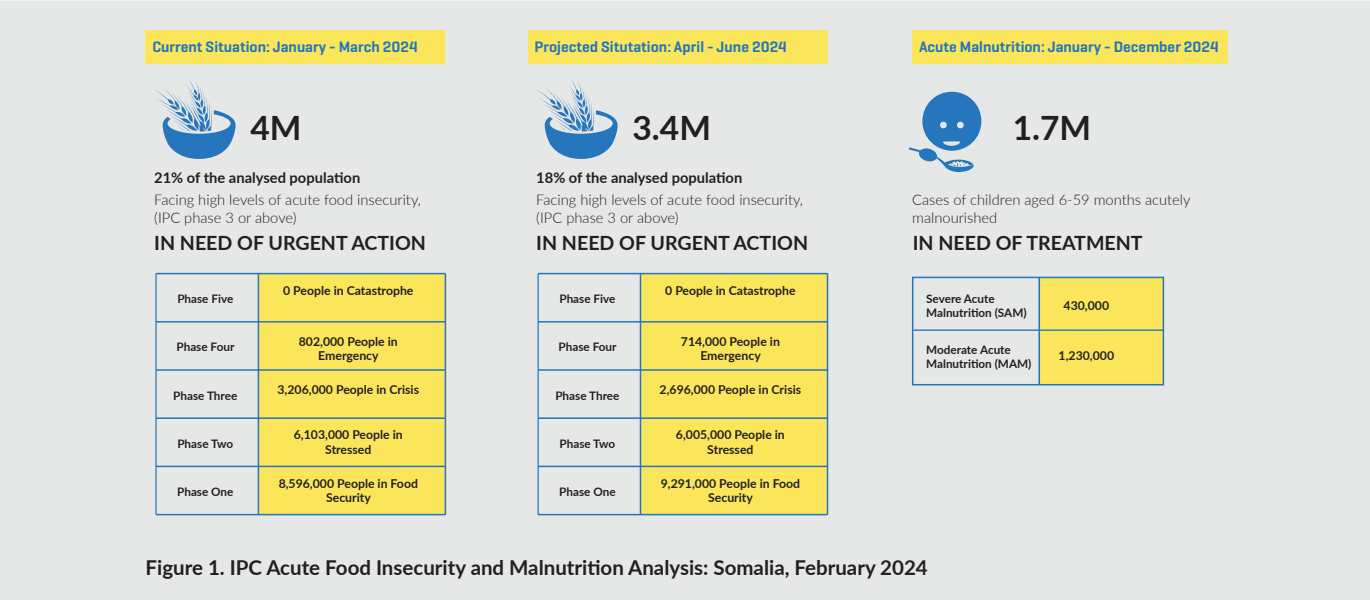 Current Situation: January - March 2024
4M
21% of the analysed population
Facing high levels of acute food insecurity,
(IPC phase 3 or above)
IN NEED OF URGENT ACTION
Phase Five
0 People in Catastrophe
Phase Four
802,000 People in
Emergency
Phase Three
3,206,000 People in Crisis
Phase Two
6,103,000 People in
Stressed
Phase One
8,596,000 People in Food
Security
Projected Situtation: April - June 2024
3.4M
18% of the analysed population
Facing high levels of acute food insecurity,
(IPC phase 3 or above)
IN NEED OF URGENT ACTION
Phase Five
0 People in Catastrophe
Phase Four
714,000 People in
Emergency
Phase Three
2,696,000 People in Crisis
Phase Two
6,005,000 People in
Stressed
Phase One
9,291,000 People in Food
Security
Acute Malnutrition: January - December 2024
1.7M
Cases of children aged 6-59 months acutely
malnourished
IN NEED OF TREATMENT
Severe Acute
Malnutrition (SAM)
430,000
Moderate Acute
Malnutrition (MAM)
1,230,000
Figure 1. IPC Acute Food Insecurity and Malnutrition Analysis: Somalia, February 2024